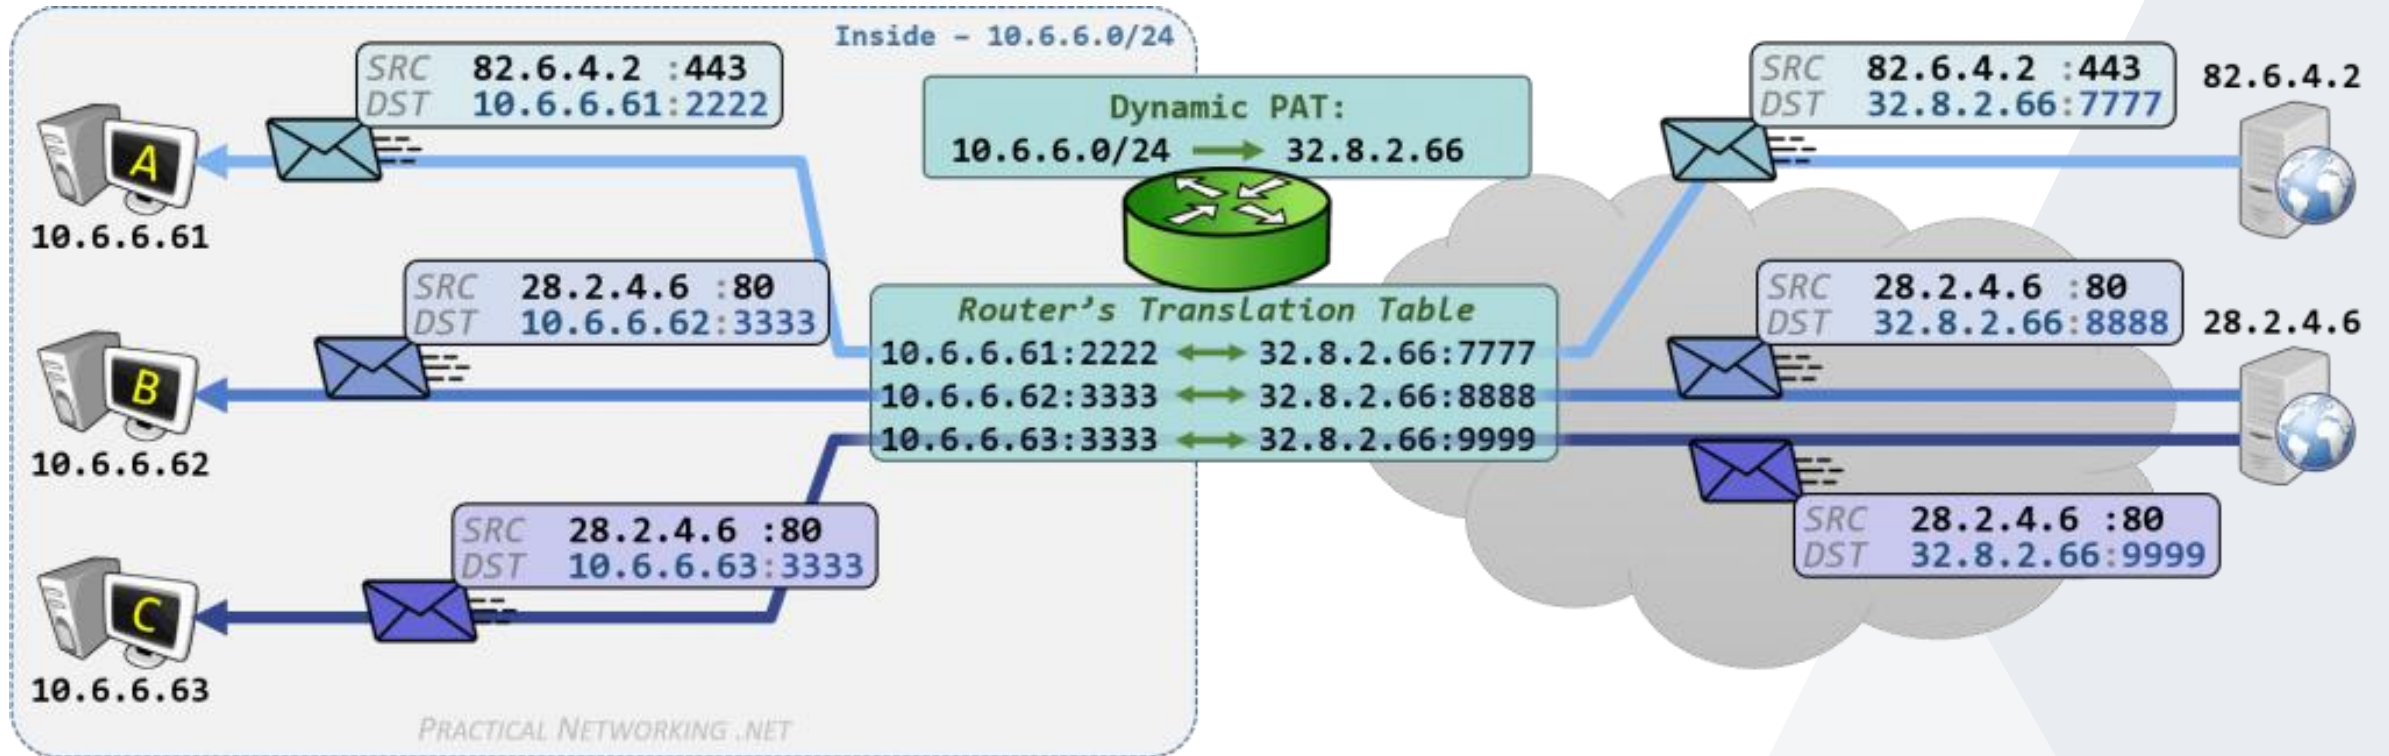 Inside – 10.6.6.0/24
SRC 82.6.4.2 :443
DST 10.6.6.61:2222
A
10.6.6.61
SRC 28.2.4.6 :80
DST 10.6.6.62:3333
B
10.6.6.62
SRC 28.2.4.6 :80
DST 10.6.6.63:3333
C
10.6.6.63
PRACTICAL NETWORKING .NET
Dynamic PAT:
10.6.6.0/24 → 32.8.2.66
Router’s Translation Table
10.6.6.61:2222 ↔ 32.8.2.66:7777
10.6.6.62:3333 ↔ 32.8.2.66:8888
10.6.6.63:3333 ↔ 32.8.2.66:9999
SRC 82.6.4.2 :443
DST 32.8.2.66:7777
82.6.4.2
SRC 28.2.4.6 :80
DST 32.8.2.66:8888
28.2.4.6
SRC 28.2.4.6 :80
DST 32.8.2.66:9999